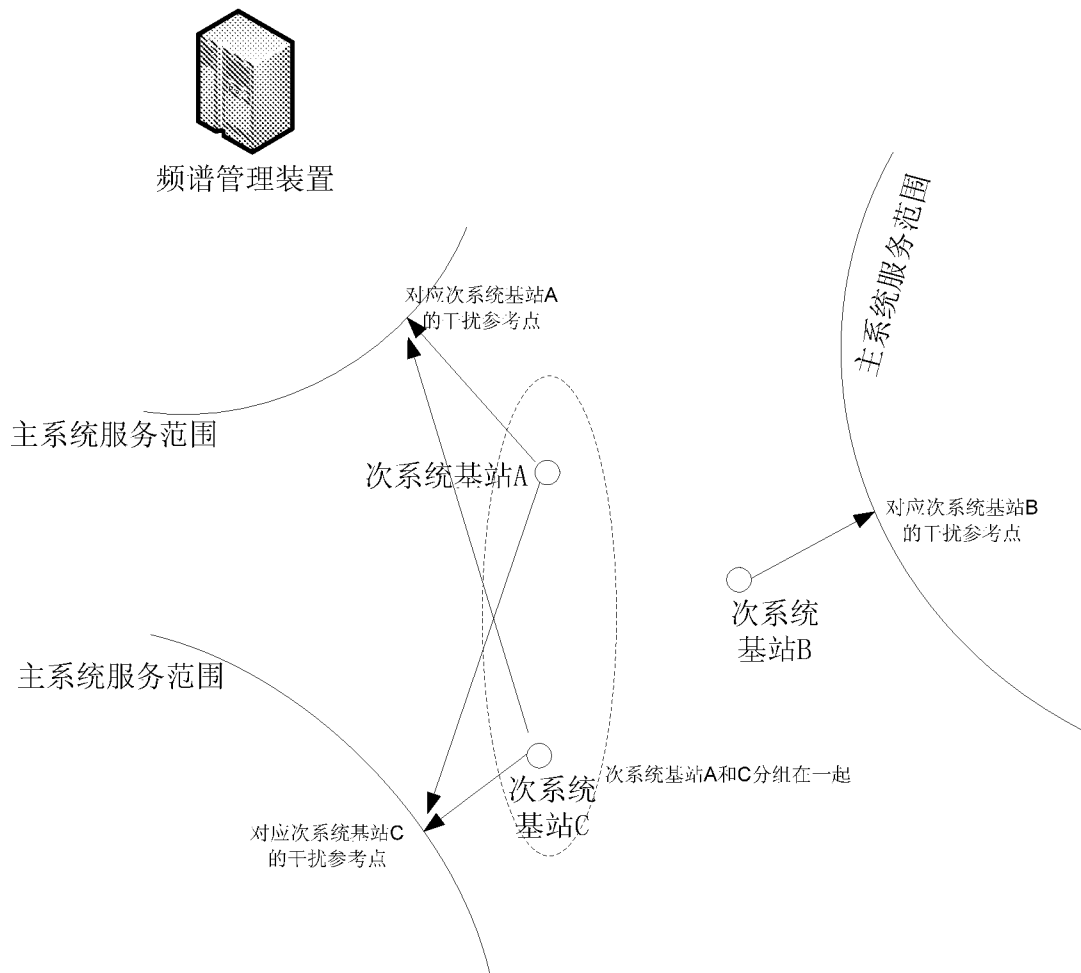 频谱管理装置
主系统服务范围
对应次系统基站A
的干扰参考点
主系统服务范围
次系统基站A
对应次系统基站B
的干扰参考点
次系统
基站B
主系统服务范围
次系统基站A和C分组在一起
次系统
基站C
对应次系统基站C
的干扰参考点